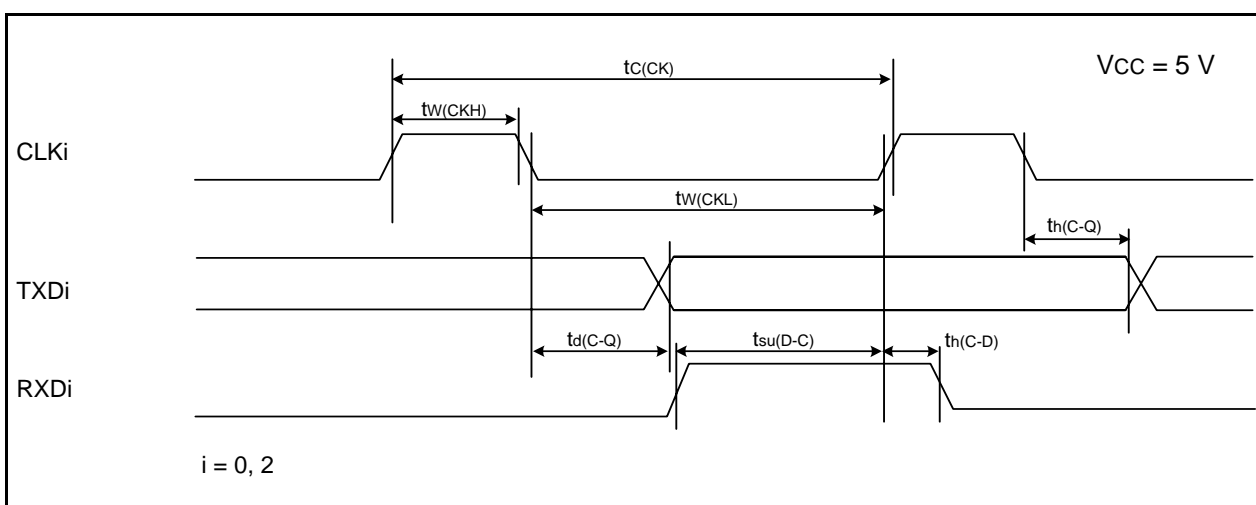 tC(CK)
VCC = 5 V
tW(CKH)
CLKi
tW(CKL)
th(C-Q)
TXDi
td(C-Q)
tsu(D-C)
th(C-D)
RXDi
i = 0, 2